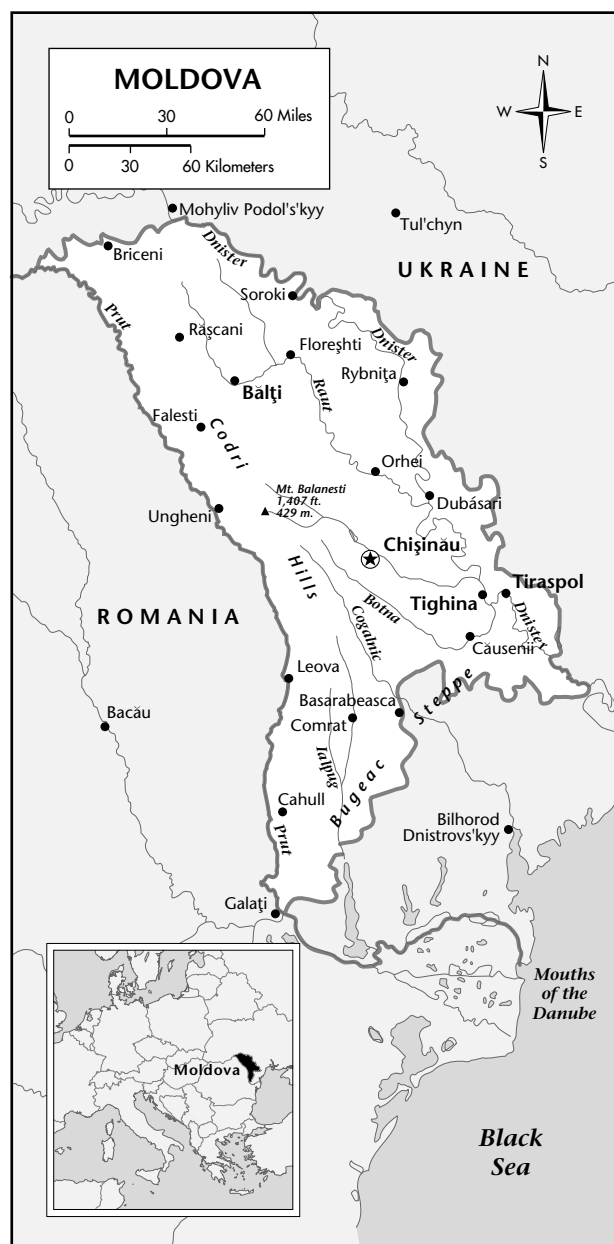 MOLDOVA
0 30 60 Miles
0 30 60 Kilometers
N
W E
S
Mohyliv Podol's'kyy
Tul'chyn
Briceni
Dnister
UKRAINE
Soroki
Prut
Râşcani
Floreşhti
Dnister
Rybniţa
Bălţi
Raut
Falesti
Codri
Orhei
Mt. Balanesti
1,407 ft.
429 m.
Dubásari
Ungheni
Chişinău
Hills
Tiraspol
Tighina
ROMANIA
Botna
Dnister
Cogalnic
Căusenii
Leova
Steppe
Basarabeasca
Bacău
Comrat
Ialpug
Bugeac
Cahull
Prut
Bilhorod
Dnistrovs'kyy
Galaţi
Mouths
of the
Danube
Moldova
Black
Sea